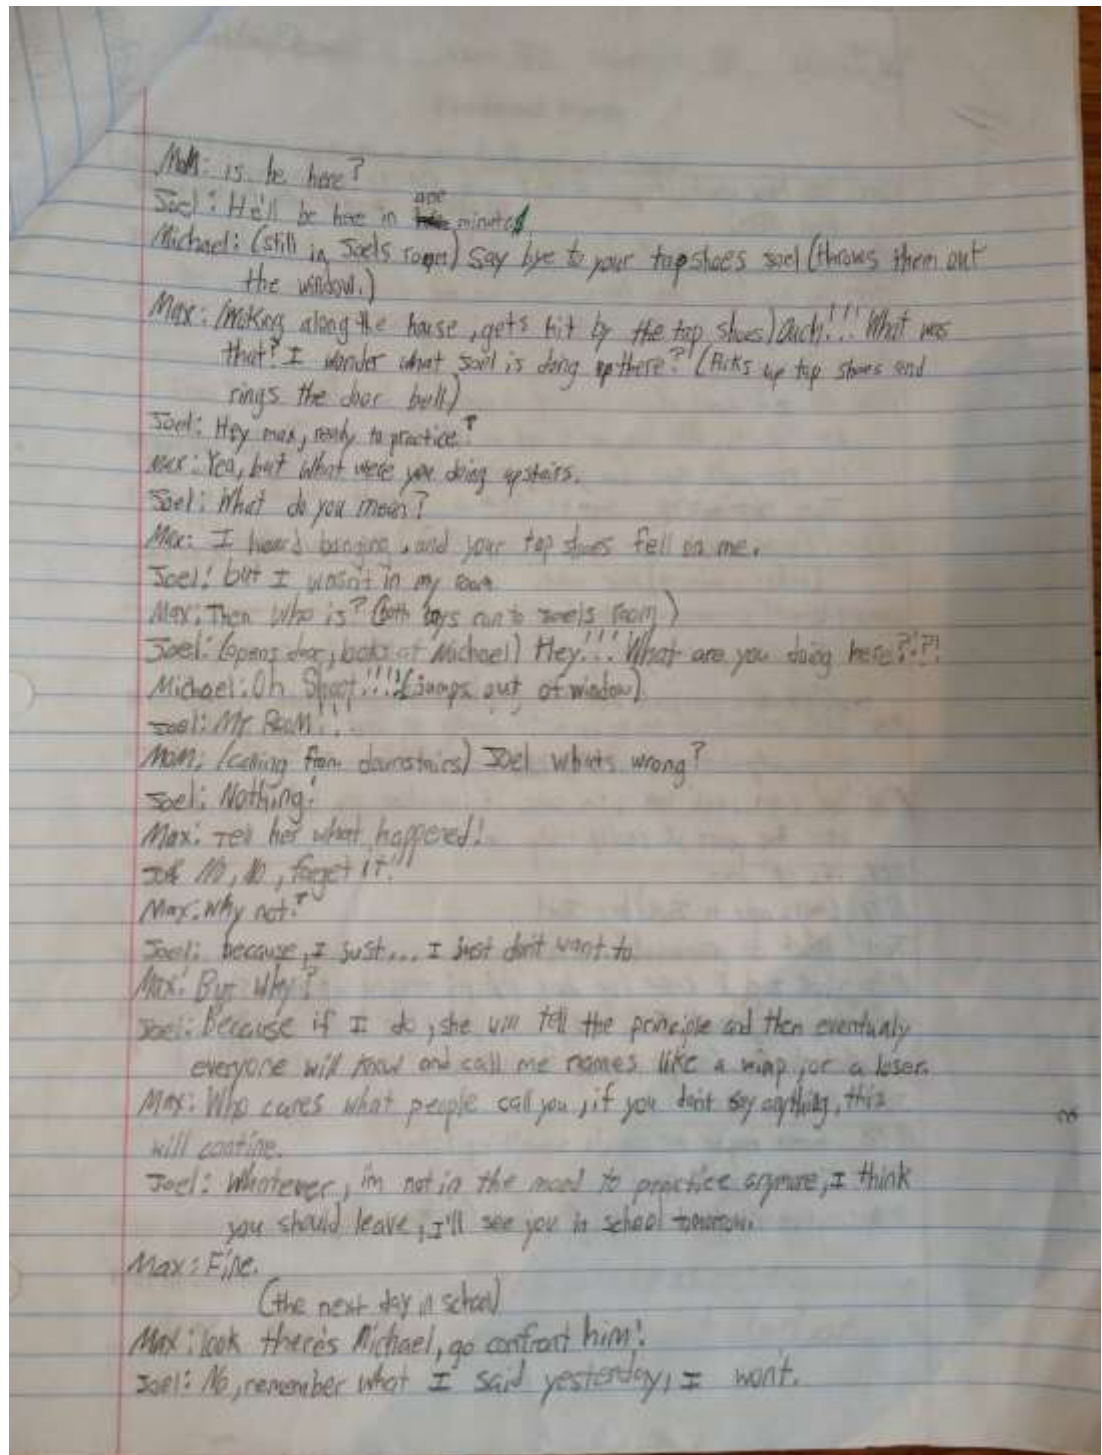 Mom: is he here?
Joel: He'll be here in one minute
Michael: (still in Joels room) Say bye to your tap shoes Joel (throws them out
the window.)
Max: (Walking along the house, gets hit by the tap shoes) Ouch!!! What was
that? I wonder what Joel is doing up there? (Picks up tap shoes and
rings the door bell)
Joel: Hey max, ready to practice?
Max: Yea, but what were you doing upstairs.
Joel: What do you mean?
Max: I heard banging, and your tap shoes fell on me.
Joel: but I wasn't in my room
Max: Then who is? (both boys run to Joels room)
Joel: (opens door, looks at Michael) Hey!!! What are you doing here?!?!
Michael: Oh Shoot!!!! (jumps out of window)
Joel: My Room!!
Mom: (calling from downstairs) Joel whats wrong?
Joel: Nothing!
Max: Tell her what happened!
Joel No, No, forget it!!!
Max: Why not?
Joel: because, I just... I just don't want to
Max: But Why?
Joel: Because if I do, she will tell the principle and then eventualy
everyone will know and call me names like a wimp, or a loser.
Max: Who cares what people call you, if you don't say anything, this
will contine.
Joel: Whatever, im not in the mood to practice anymore, I think
you should leave, I'll see you in school tomorrow.
Max: Fine.
(the next day in school)
Max: look there's Michael, go confront him!
Joel: No, remember what I said yesterday, I won't.